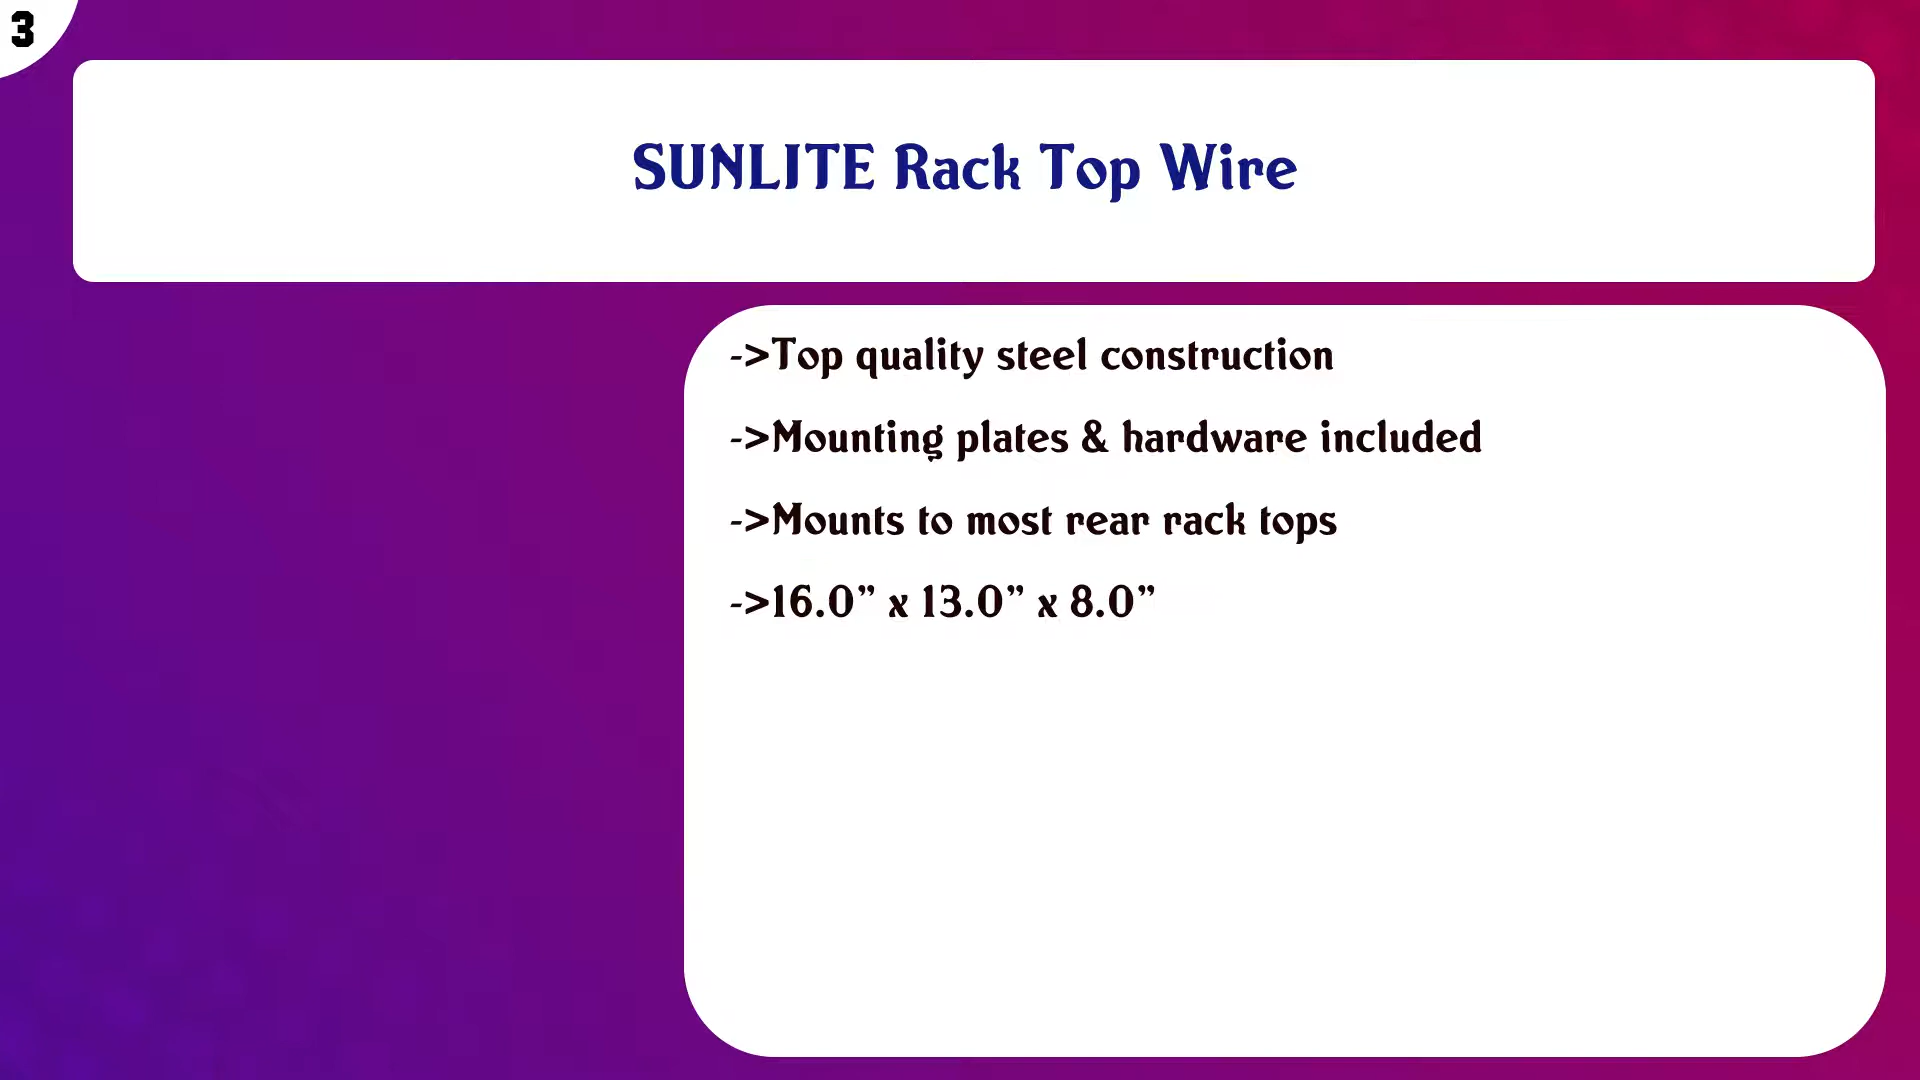 3
SUNLITE Rack Top Wire
->Top quality steel construction
->Mounting plates & hardware included
->Mounts to most rear rack tops
->16.0” x 13.0” x 8.0”